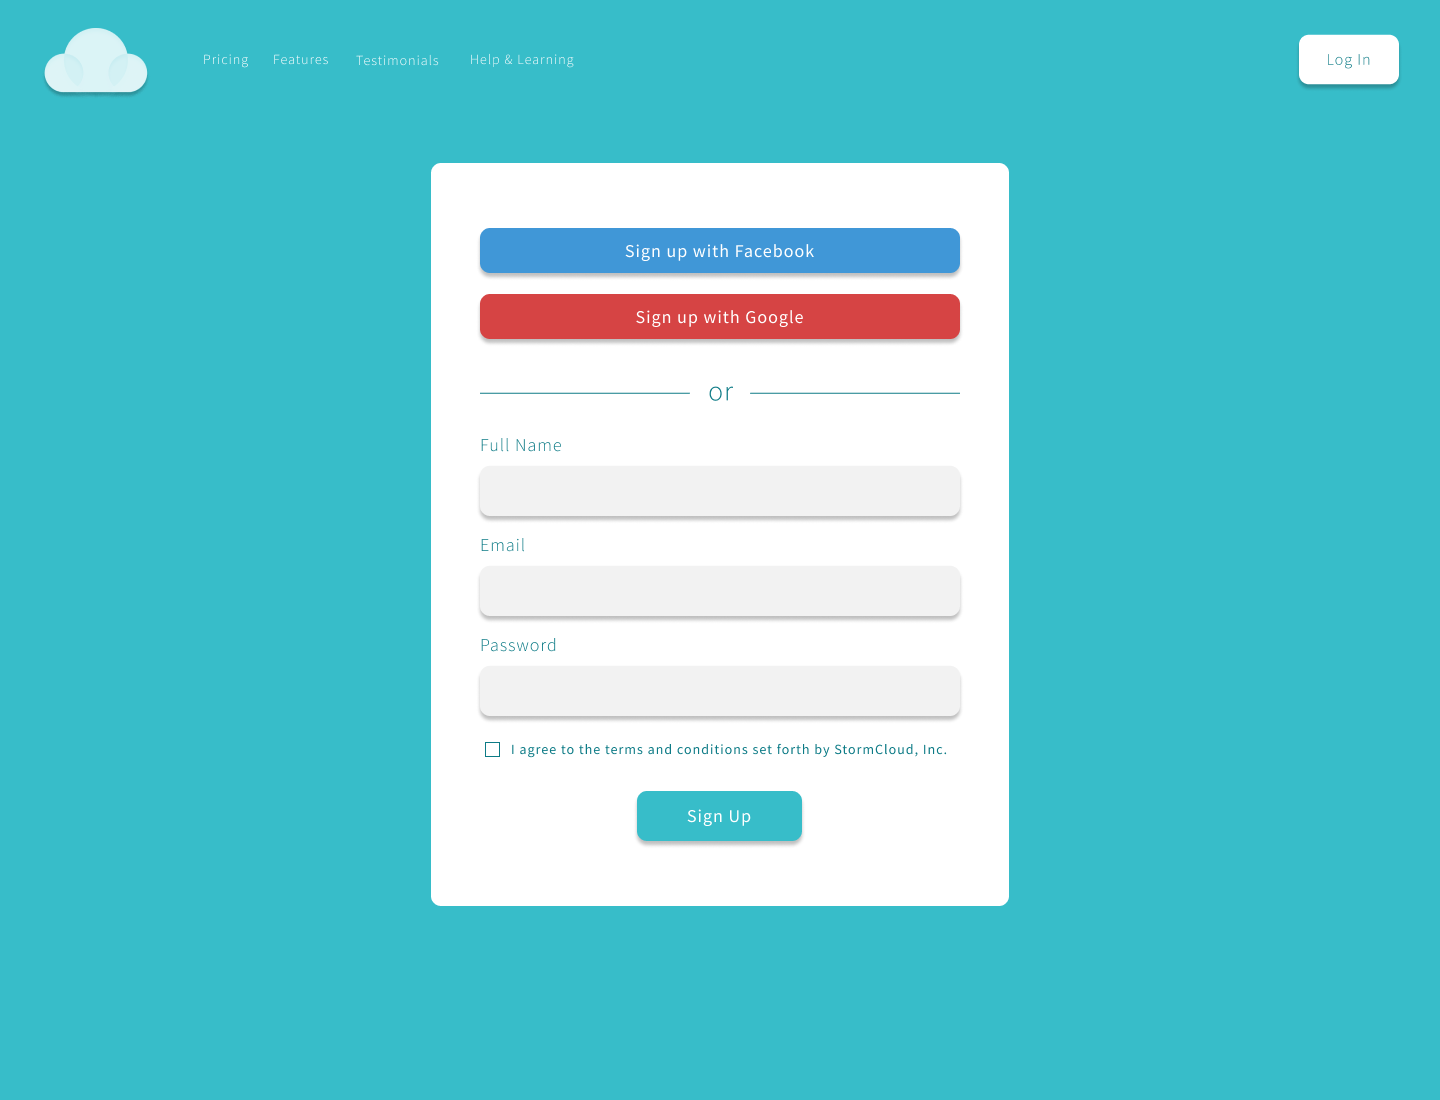 Pricing Features Testimonials Help & Learning Log In
Sign up with Facebook
Sign up with Google
or
Full Name
Email
Password
I agree to the terms and conditions set forth by StormCloud, Inc.
Sign Up